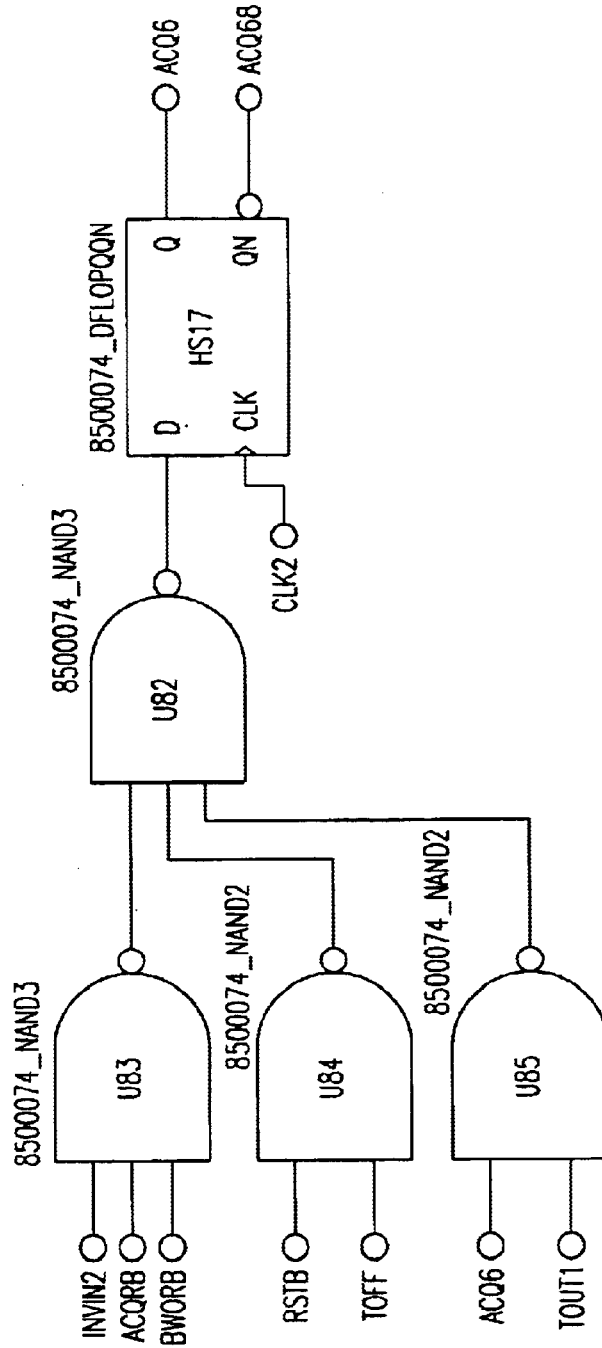 8500074_NAND3
INVIN2
ACQRB
BWORB
U83
8500074_NAND2
RSTB
TOFF
U84
8500074_NAND2
ACQ6
TOUT1
U85
8500074_NAND3
U82
8500074_DFLOPQQN
D
Q
HS17
CLK
QN
CLK2
ACQ6
ACQ68